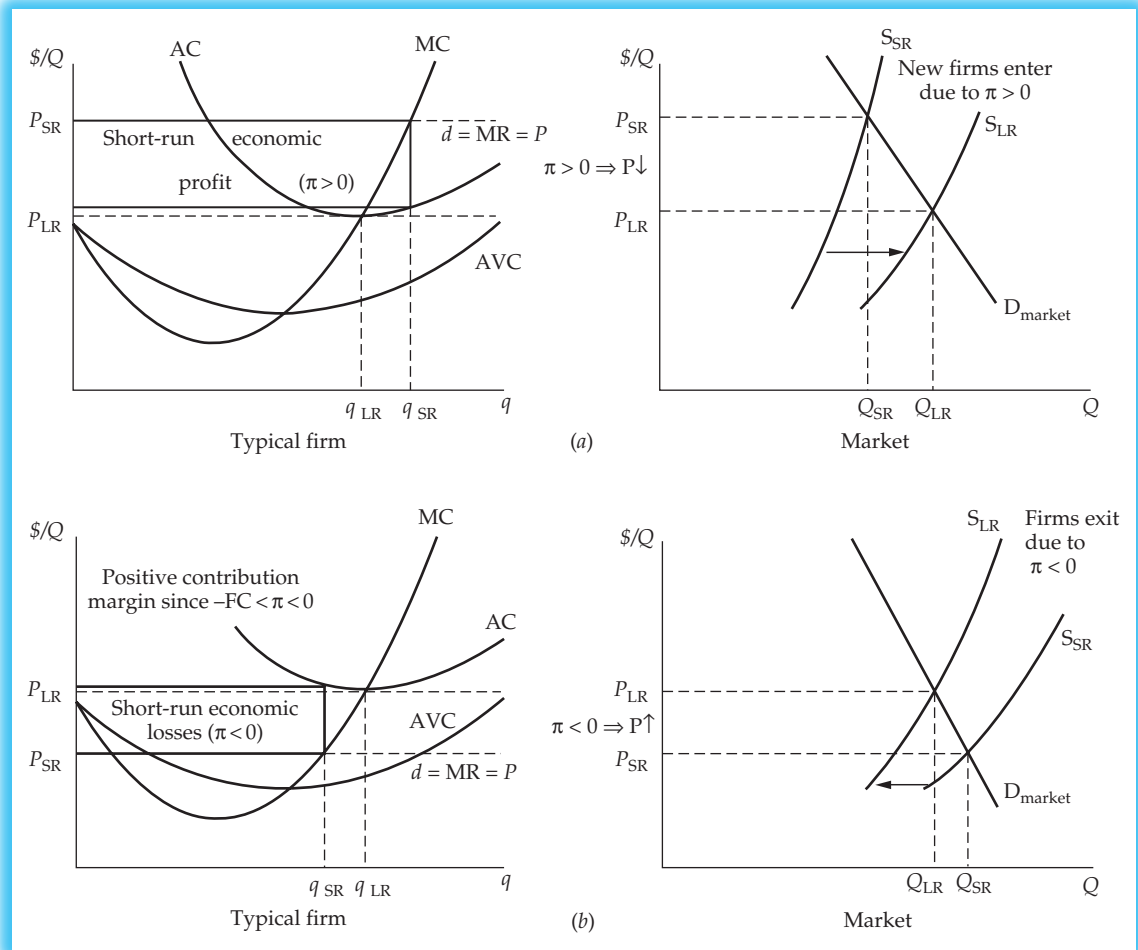 AC
MC
$/Q
P_SR
Short-run economic
profit (π > 0)
d = MR = P
P_LR
AVC
q_LR q_SR q
Typical firm
(a)
S_SR
$/Q
New firms enter
due to π > 0
P_SR
S_LR
π > 0 ⇒ P↓
P_LR
D_market
Q_SR Q_LR Q
Market
MC
$/Q
Positive contribution
margin since –FC < π < 0
AC
P_LR
Short-run economic
losses (π < 0)
AVC
P_SR
d = MR = P
q_SR q_LR q
Typical firm
(b)
S_LR
Firms exit
due to
π < 0
$/Q
S_SR
P_LR
π < 0 ⇒ P↑
P_SR
D_market
Q_LR Q_SR Q
Market